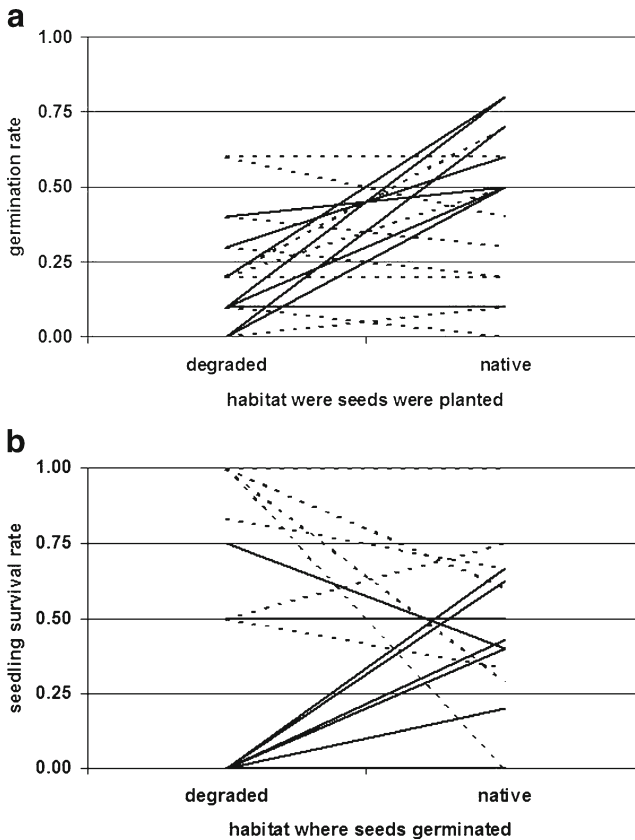 a
1.00
0.75
0.50
0.25
0.00
germination rate
degraded native
habitat were seeds were planted
b
1.00
0.75
0.50
0.25
0.00
seedling survival rate
degraded native
habitat where seeds germinated